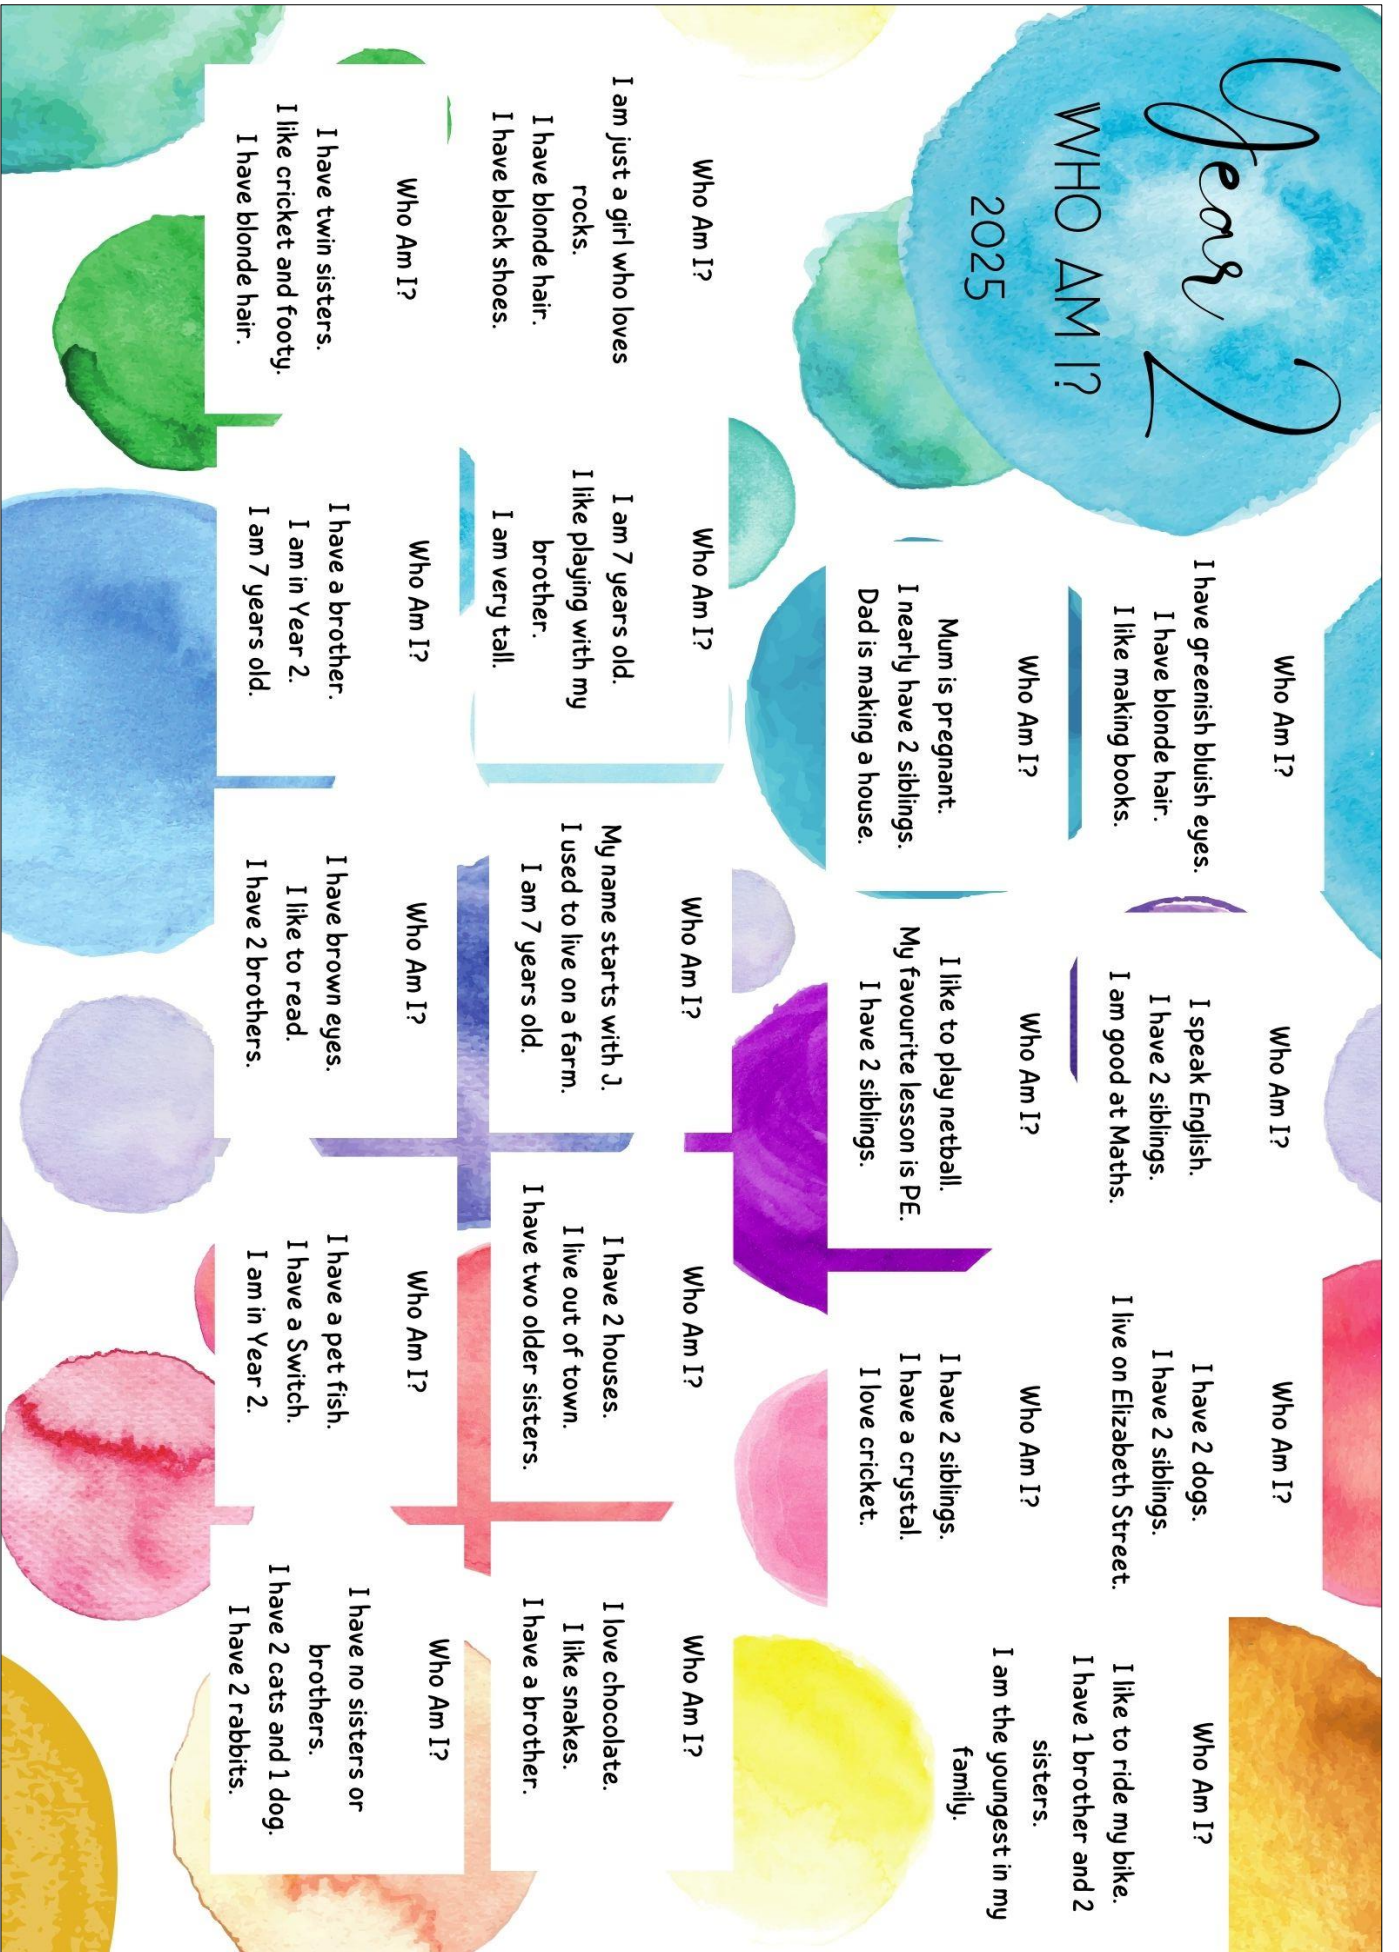 Year 2
WHO AM I?
2025
Who Am I?
I have greenish bluish eyes.
I have blonde hair.
I like making books.
Who Am I?
I speak English.
I have 2 siblings.
I am good at Maths.
Who Am I?
I have 2 dogs.
I have 2 siblings.
I live on Elizabeth Street.
Who Am I?
I like to ride my bike.
I have 1 brother and 2
sisters.
I am the youngest in my
family.
Who Am I?
Mum is pregnant.
I nearly have 2 siblings.
Dad is making a house.
Who Am I?
I like to play netball.
My favourite lesson is PE.
I have 2 siblings.
Who Am I?
I have 2 siblings.
I have a crystal.
I love cricket.
Who Am I?
I am just a girl who loves
rocks.
I have blonde hair.
I have black shoes.
Who Am I?
I am 7 years old.
I like playing with my
brother.
I am very tall.
Who Am I?
My name starts with J.
I used to live on a farm.
I am 7 years old.
Who Am I?
I have 2 houses.
I live out of town.
I have two older sisters.
Who Am I?
I love chocolate.
I like snakes.
I have a brother.
Who Am I?
I have twin sisters.
I like cricket and footy.
I have blonde hair.
Who Am I?
I have a brother.
I am in Year 2.
I am 7 years old.
Who Am I?
I have brown eyes.
I like to read.
I have 2 brothers.
Who Am I?
I have a pet fish.
I have a Switch.
I am in Year 2.
Who Am I?
I have no sisters or
brothers.
I have 2 cats and 1 dog.
I have 2 rabbits.